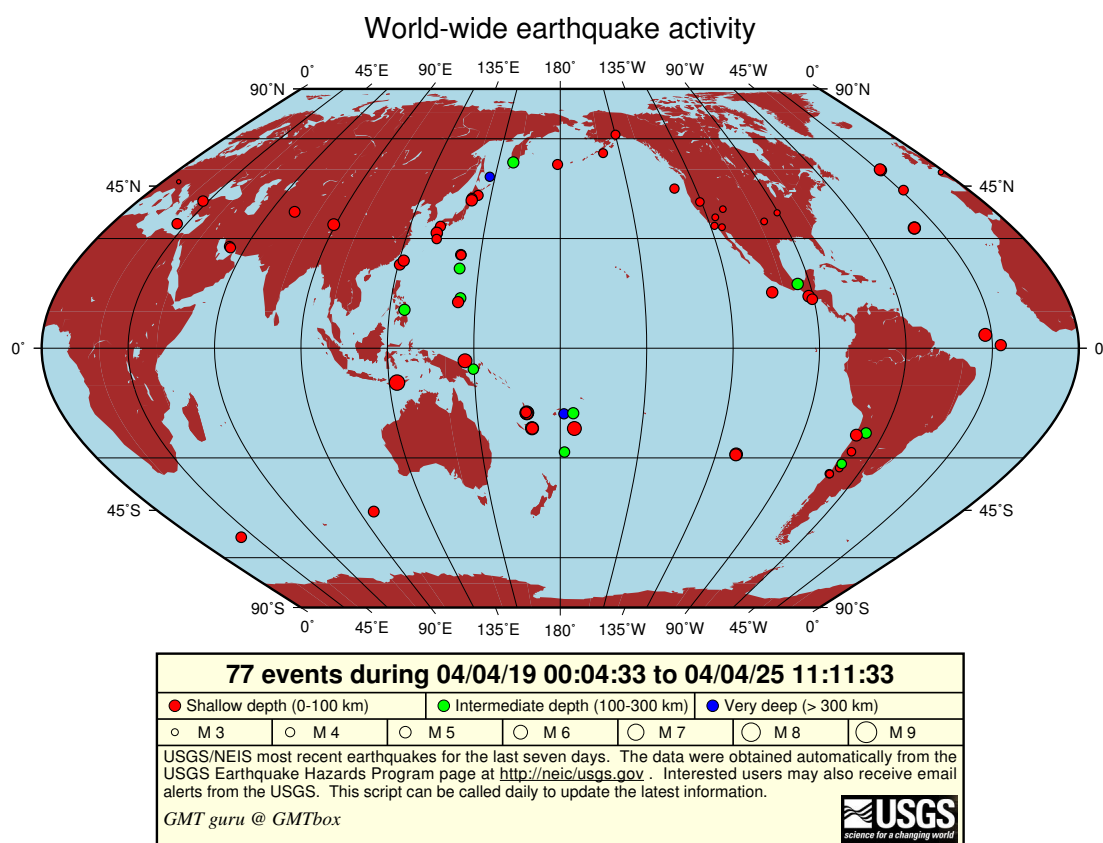 World-wide earthquake activity
0˚ 45˚E 90˚E 135˚E 180˚ 135˚W 90˚W 45˚W 0˚
90˚N 90˚N
45˚N 45˚N
0˚ 0
45˚S 45˚S
90˚S 90˚S
0˚ 45˚E 90˚E 135˚E 180˚ 135˚W 90˚W 45˚W 0˚
77 events during 04/04/19 00:04:33 to 04/04/25 11:11:33
Shallow depth (0-100 km) Intermediate depth (100-300 km) Very deep (> 300 km)
M 3 M 4 M 5 M 6 M 7 M 8 M 9
USGS/NEIS most recent earthquakes for the last seven days. The data were obtained automatically from the
USGS Earthquake Hazards Program page at http://neic/usgs.gov . Interested users may also receive email
alerts from the USGS. This script can be called daily to update the latest information.
GMT guru @ GMTbox
USGS
science for a changing world